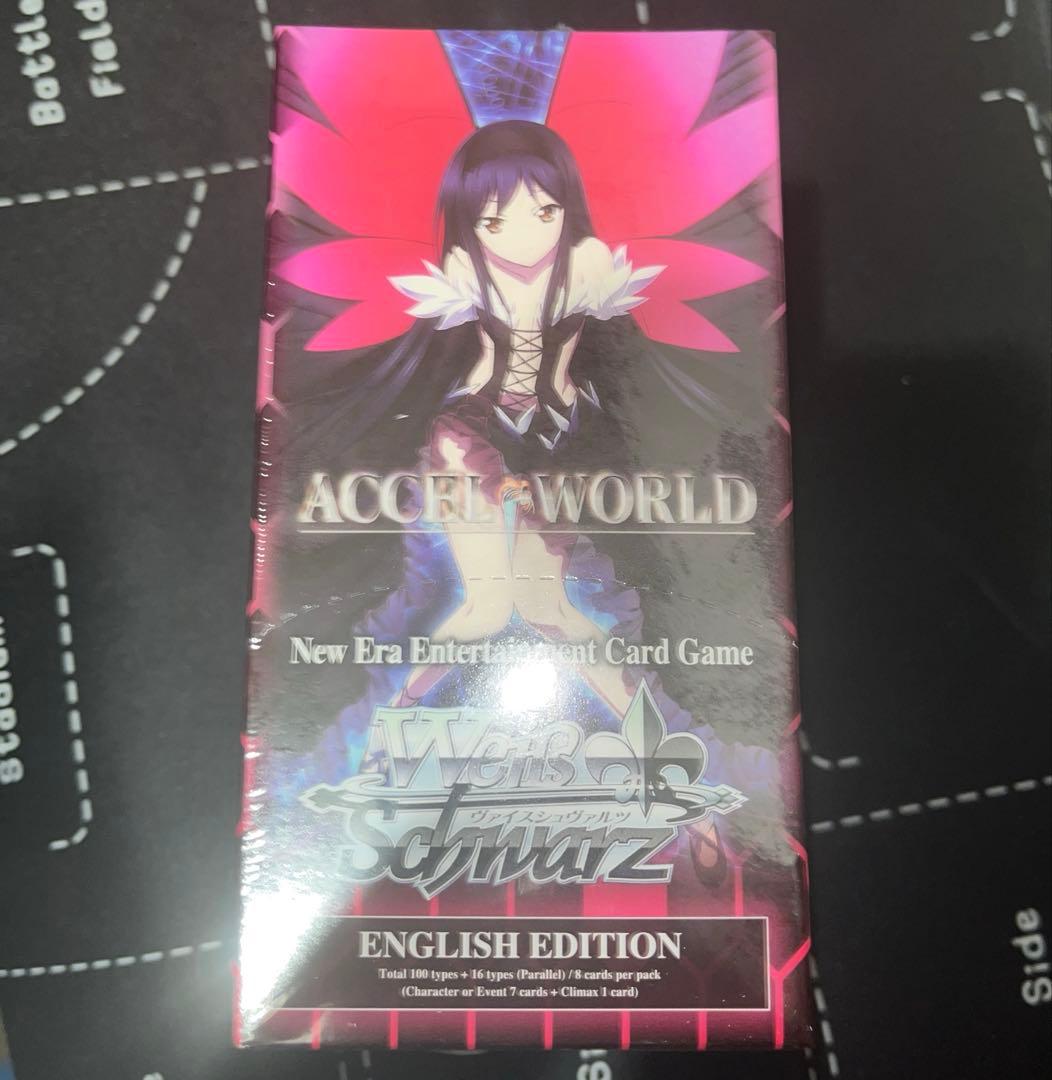 Battle
Field
ACCEL WORLD
New Era Entertainment Card Game
Weiß
ヴァイスシュヴァルツ
Schwarz
ENGLISH EDITION
Total 100 types + 16 types (Parallel) / 8 cards per pack
(Character or Event 7 cards + Climax 1 card)
Side